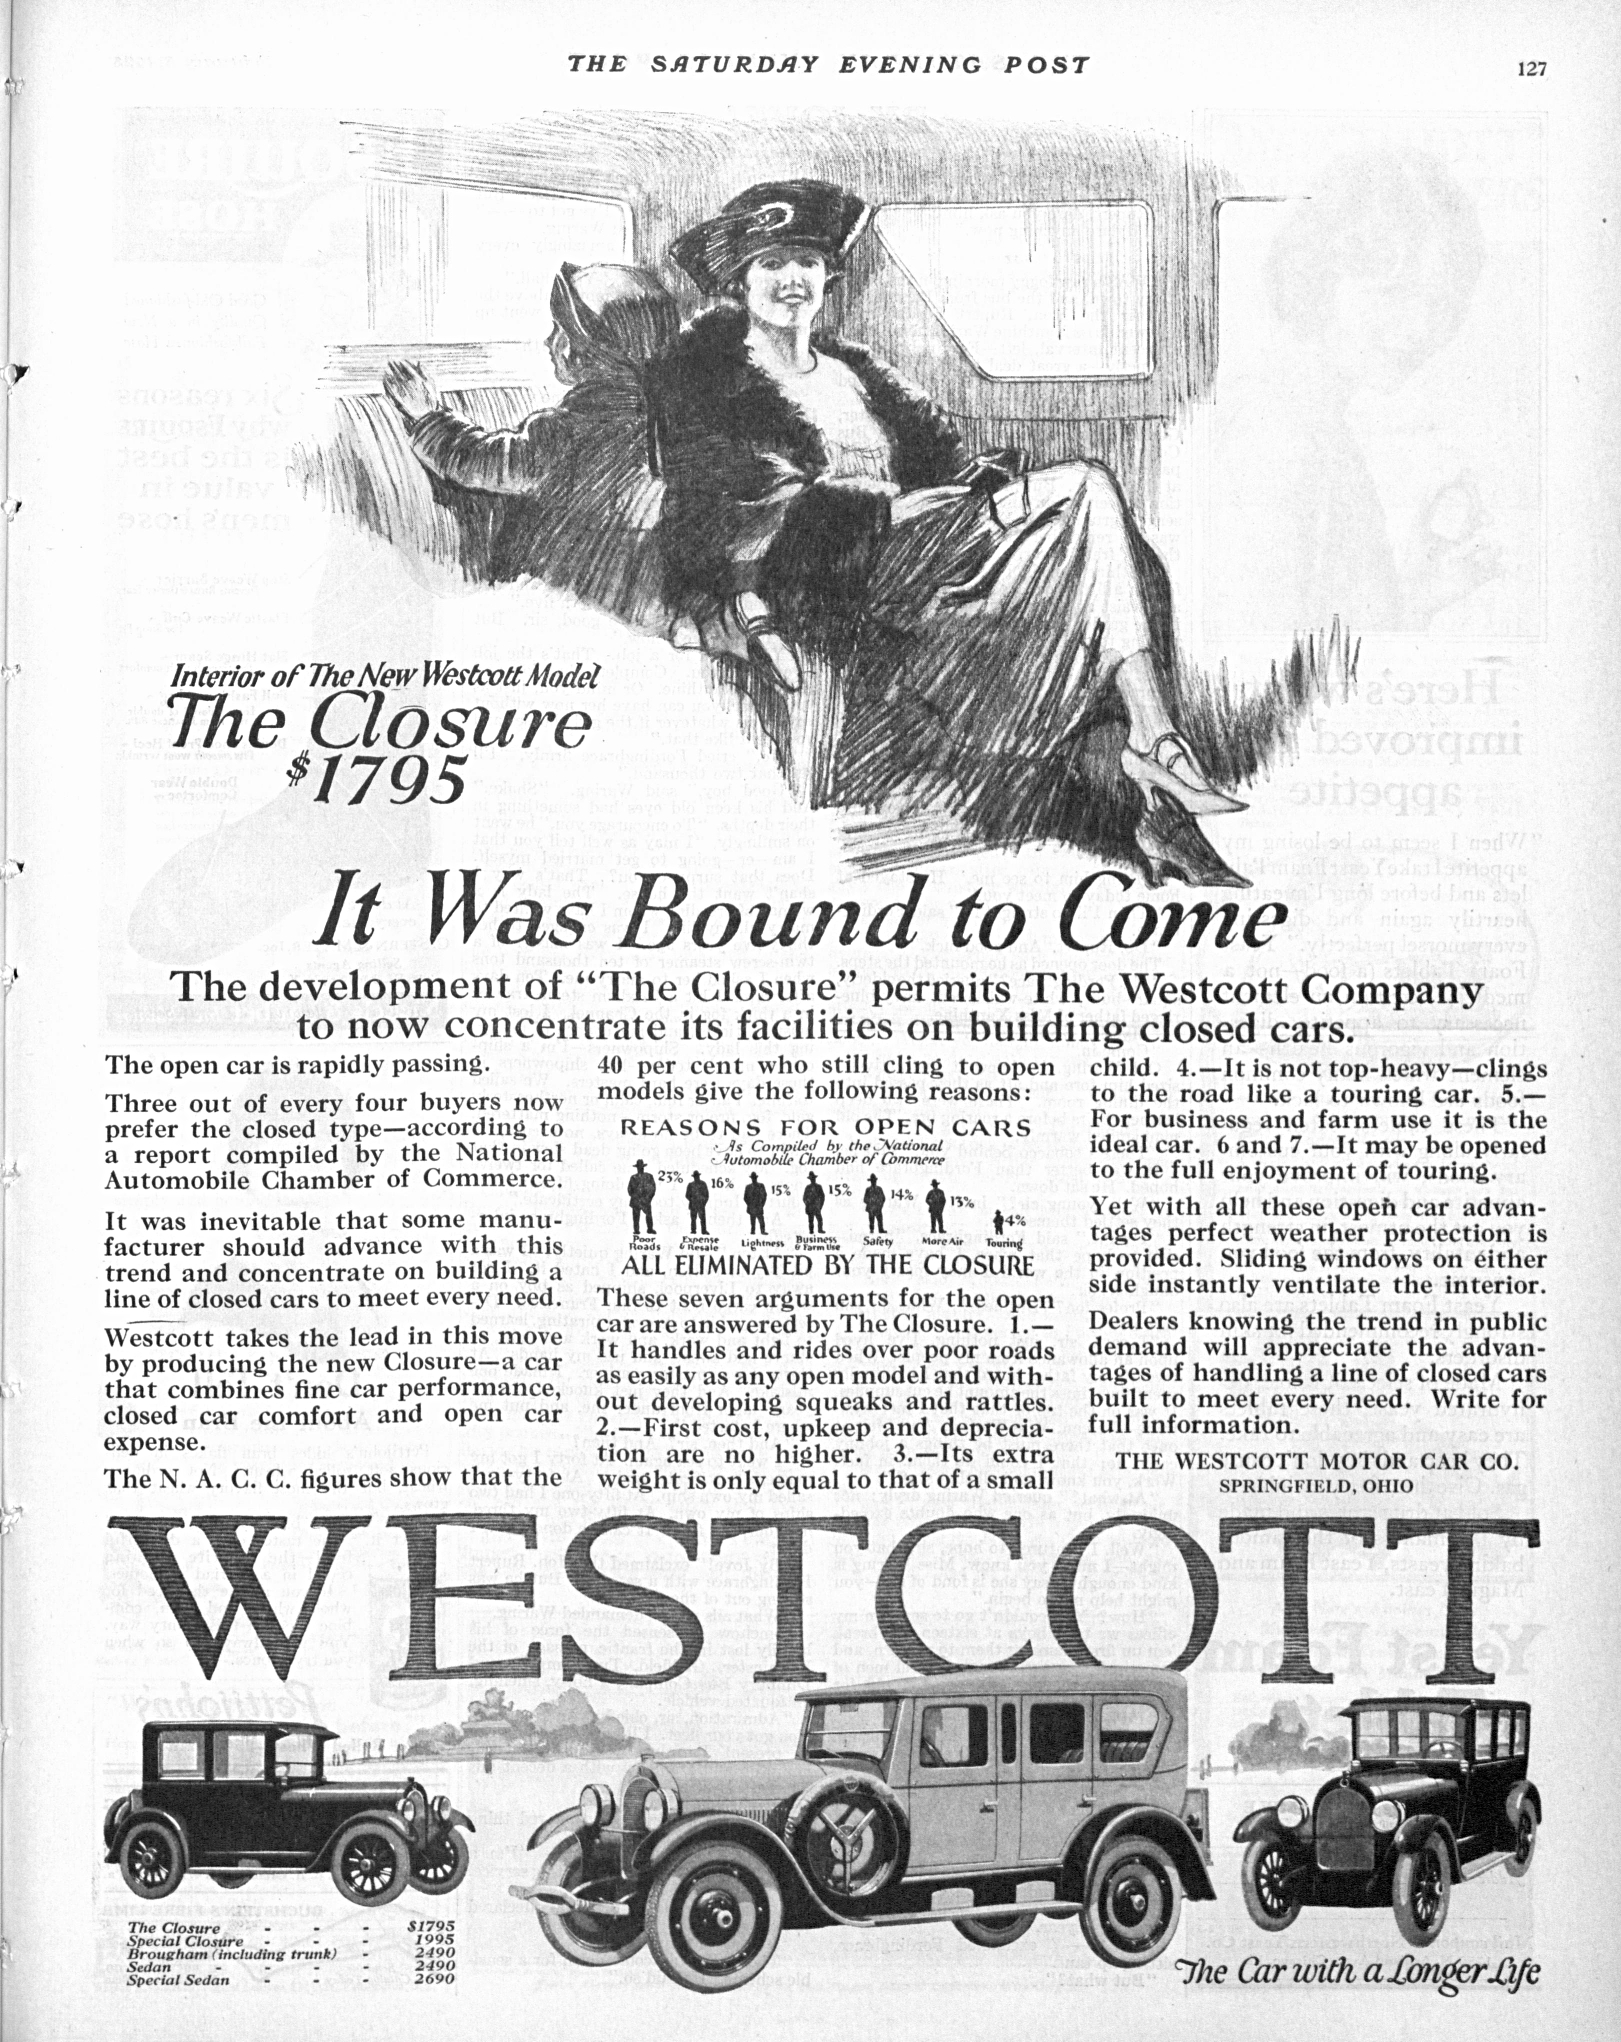 THE SATURDAY EVENING POST
127
Interior of The New Westcott Model
The Closure
$1795
It Was Bound to Come
The development of “The Closure” permits The Westcott Company
to now concentrate its facilities on building closed cars.
The open car is rapidly passing.
Three out of every four buyers now
prefer the closed type—according to
a report compiled by the National
Automobile Chamber of Commerce.
It was inevitable that some manu-
facturer should advance with this
trend and concentrate on building a
line of closed cars to meet every need.
Westcott takes the lead in this move
by producing the new Closure—a car
that combines fine car performance,
closed car comfort and open car
expense.
The N. A. C. C. figures show that the
40 per cent who still cling to open
models give the following reasons:
REASONS FOR OPEN CARS
As Compiled by the National
Automobile Chamber of Commerce
23% 16% 15% 15% 14% 13% 4%
Poor Roads Expense & Resale Lightness Business & Farm Use Safety More Air Touring
ALL ELIMINATED BY THE CLOSURE
These seven arguments for the open
car are answered by The Closure. 1.—
It handles and rides over poor roads
as easily as any open model and with-
out developing squeaks and rattles.
2.—First cost, upkeep and deprecia-
tion are no higher. 3.—Its extra
weight is only equal to that of a small
child. 4.—It is not top-heavy—clings
to the road like a touring car. 5.—
For business and farm use it is the
ideal car. 6 and 7.—It may be opened
to the full enjoyment of touring.
Yet with all these open car advan-
tages perfect weather protection is
provided. Sliding windows on either
side instantly ventilate the interior.
Dealers knowing the trend in public
demand will appreciate the advan-
tages of handling a line of closed cars
built to meet every need. Write for
full information.
THE WESTCOTT MOTOR CAR CO.
SPRINGFIELD, OHIO
WESTCOTT
The Closure - - - $1795
Special Closure - - - 1995
Brougham (including trunk) - 2490
Sedan - - - - 2490
Special Sedan - - - 2690
The Car with a Longer Life